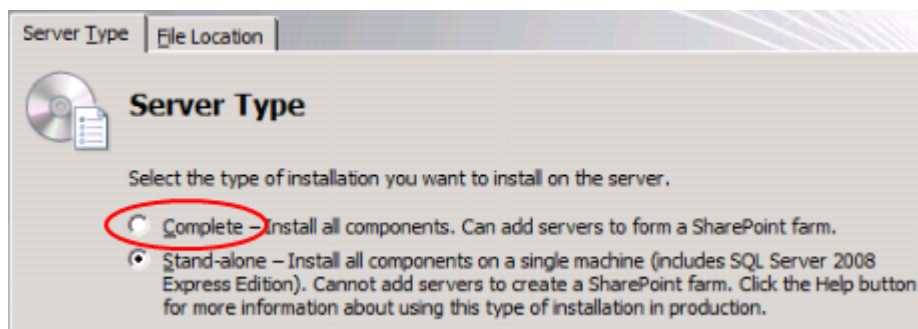 Server Type
File Location
Server Type
Select the type of installation you want to install on the server.
Complete – Install all components. Can add servers to form a SharePoint farm.
Stand-alone – Install all components on a single machine (includes SQL Server 2008
Express Edition). Cannot add servers to create a SharePoint farm. Click the Help button
for more information about using this type of installation in production.